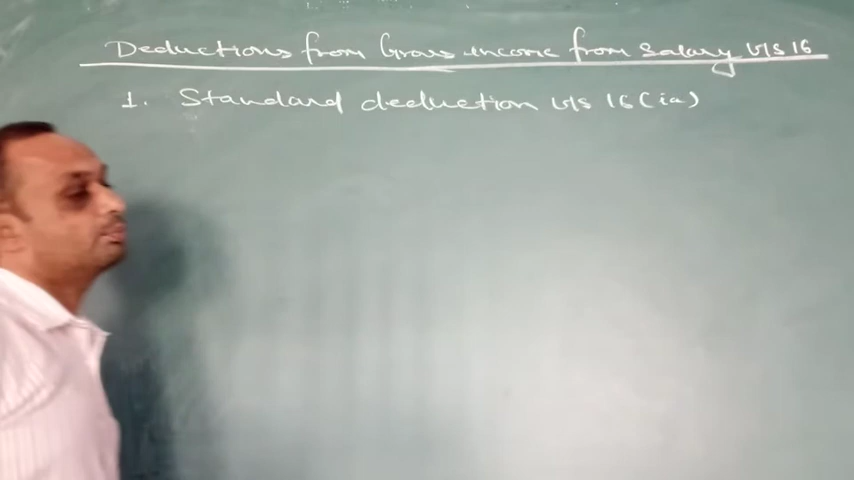 Deductions from Gross income from Salary U/S 16
1. Standard deduction U/S 16(ia)